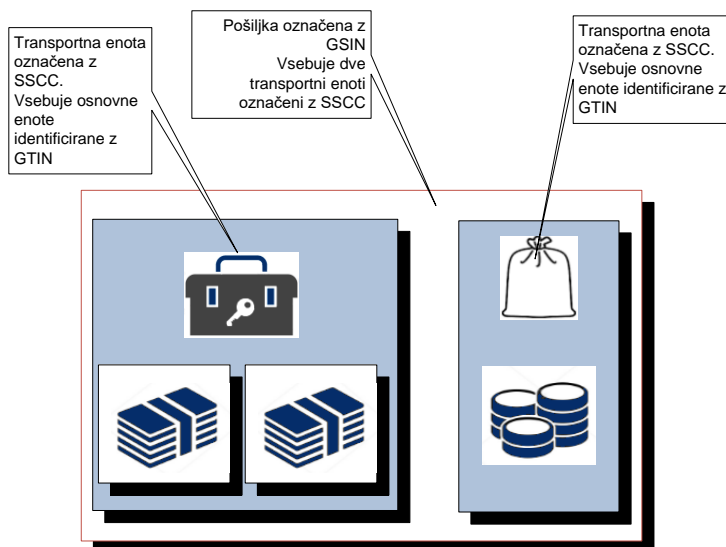 Transportna enota
označena z
SSCC.
Vsebuje osnovne
enote
identificirane z
GTIN
Pošiljka označena z
GSIN
Vsebuje dve
transportni enoti
označeni z SSCC
Transportna enota
označena z SSCC.
Vsebuje osnovne
enote identificirane z
GTIN